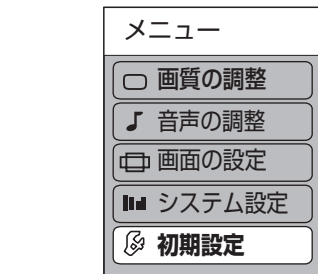 メニュー
画質の調整
音声の調整
画面の設定
システム設定
初期設定